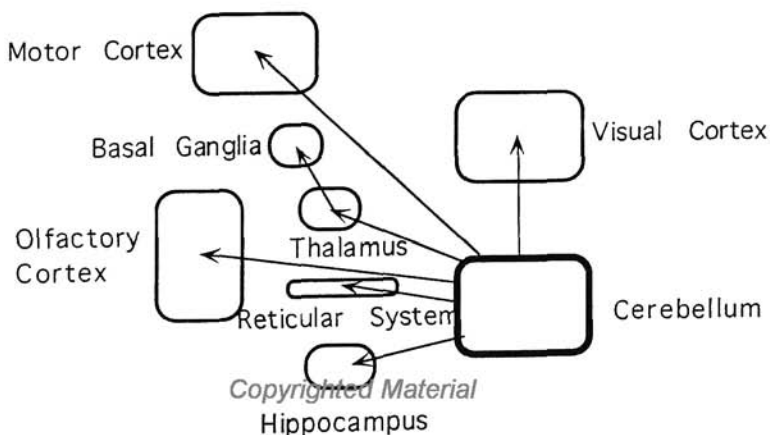 Motor Cortex
Visual Cortex
Basal Ganglia
Olfactory
Cortex
Thalamus
Reticular System
Cerebellum
Copyrighted Material
Hippocampus